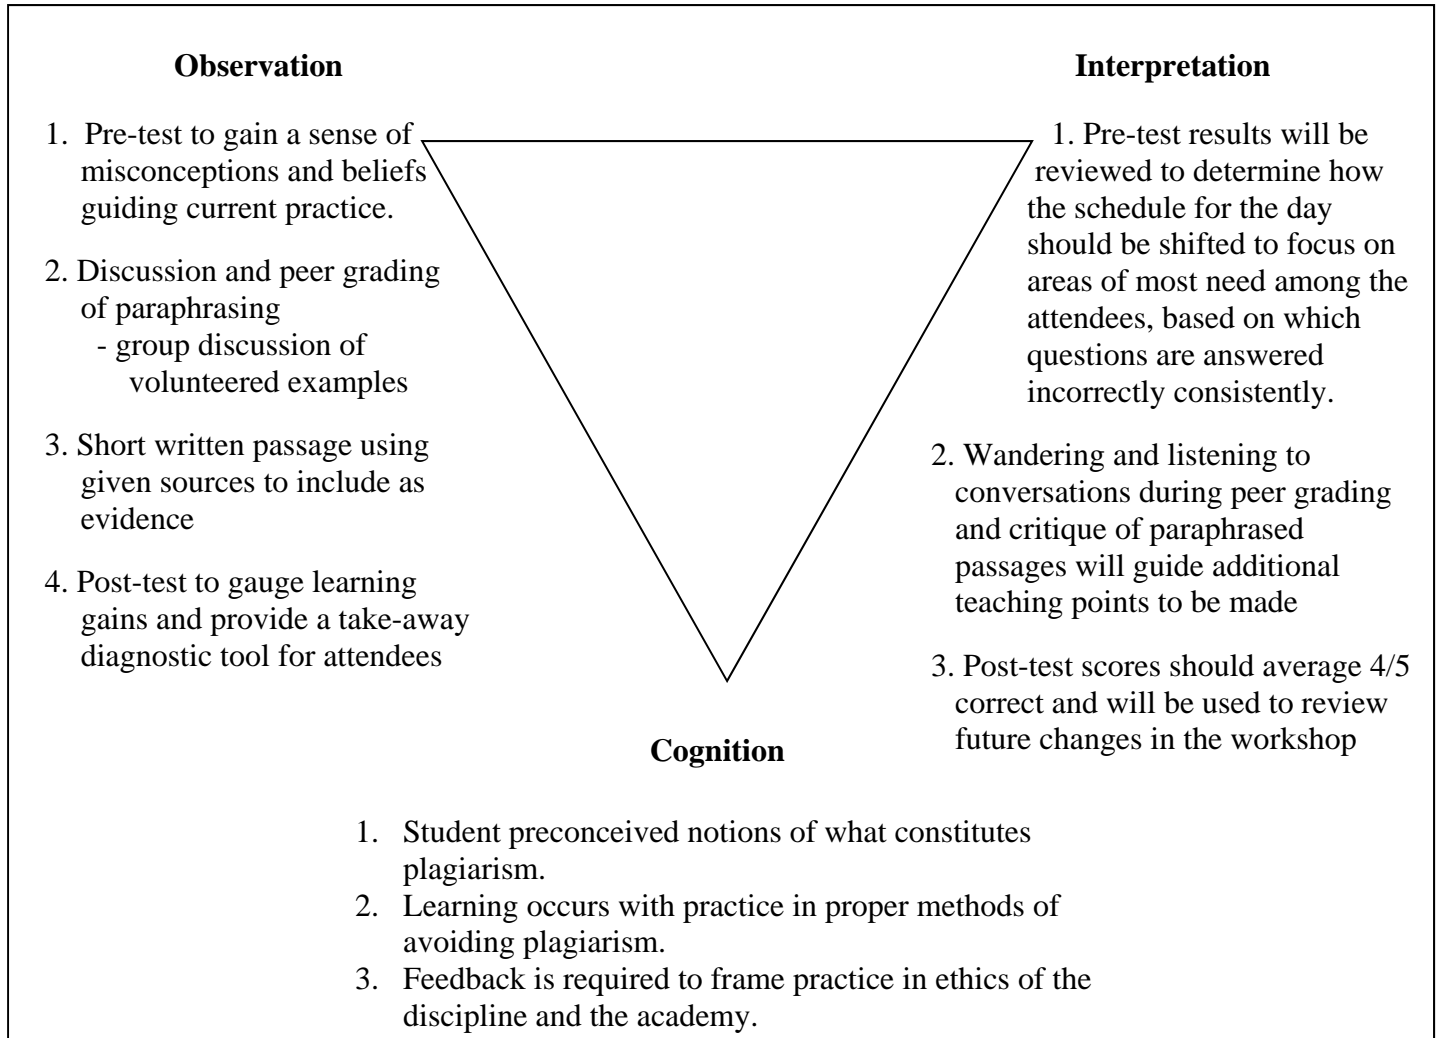 Observation
1. Pre-test to gain a sense of
misconceptions and beliefs
guiding current practice.
2. Discussion and peer grading
of paraphrasing
- group discussion of
volunteered examples
3. Short written passage using
given sources to include as
evidence
4. Post-test to gauge learning
gains and provide a take-away
diagnostic tool for attendees
Interpretation
1. Pre-test results will be
reviewed to determine how
the schedule for the day
should be shifted to focus on
areas of most need among the
attendees, based on which
questions are answered
incorrectly consistently.
2. Wandering and listening to
conversations during peer grading
and critique of paraphrased
passages will guide additional
teaching points to be made
3. Post-test scores should average 4/5
correct and will be used to review
future changes in the workshop
Cognition
1. Student preconceived notions of what constitutes
plagiarism.
2. Learning occurs with practice in proper methods of
avoiding plagiarism.
3. Feedback is required to frame practice in ethics of the
discipline and the academy.